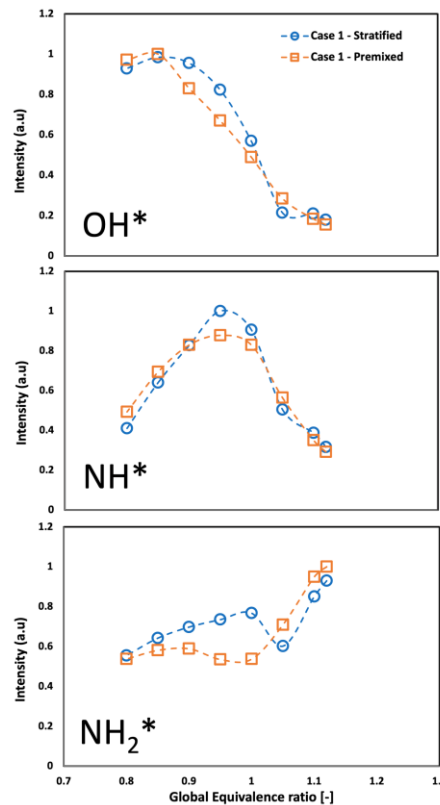 1.2
1
0.8
0.6
0.4
0.2
0
Intensity (a.u)
Case 1 - Stratified
Case 1 - Premixed
OH*
1.2
1
0.8
0.6
0.4
0.2
0
Intensity (a.u)
NH*
1.2
1
0.8
0.6
0.4
0.2
0
Intensity (a.u)
NH₂*
0.7 0.8 0.9 1 1.1 1.2
Global Equivalence ratio [-]